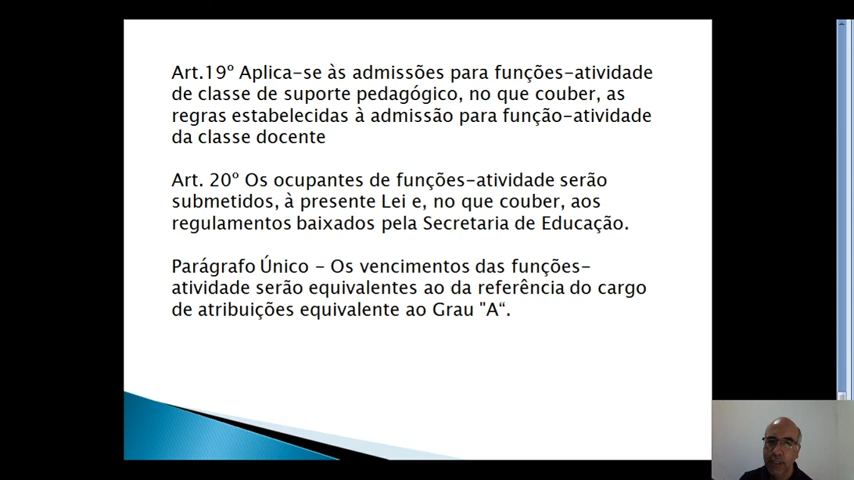 Art.19º Aplica-se às admissões para funções-atividade
de classe de suporte pedagógico, no que couber, as
regras estabelecidas à admissão para função-atividade
da classe docente
Art. 20º Os ocupantes de funções-atividade serão
submetidos, à presente Lei e, no que couber, aos
regulamentos baixados pela Secretaria de Educação.
Parágrafo Único - Os vencimentos das funções-
atividade serão equivalentes ao da referência do cargo
de atribuições equivalente ao Grau "A“.